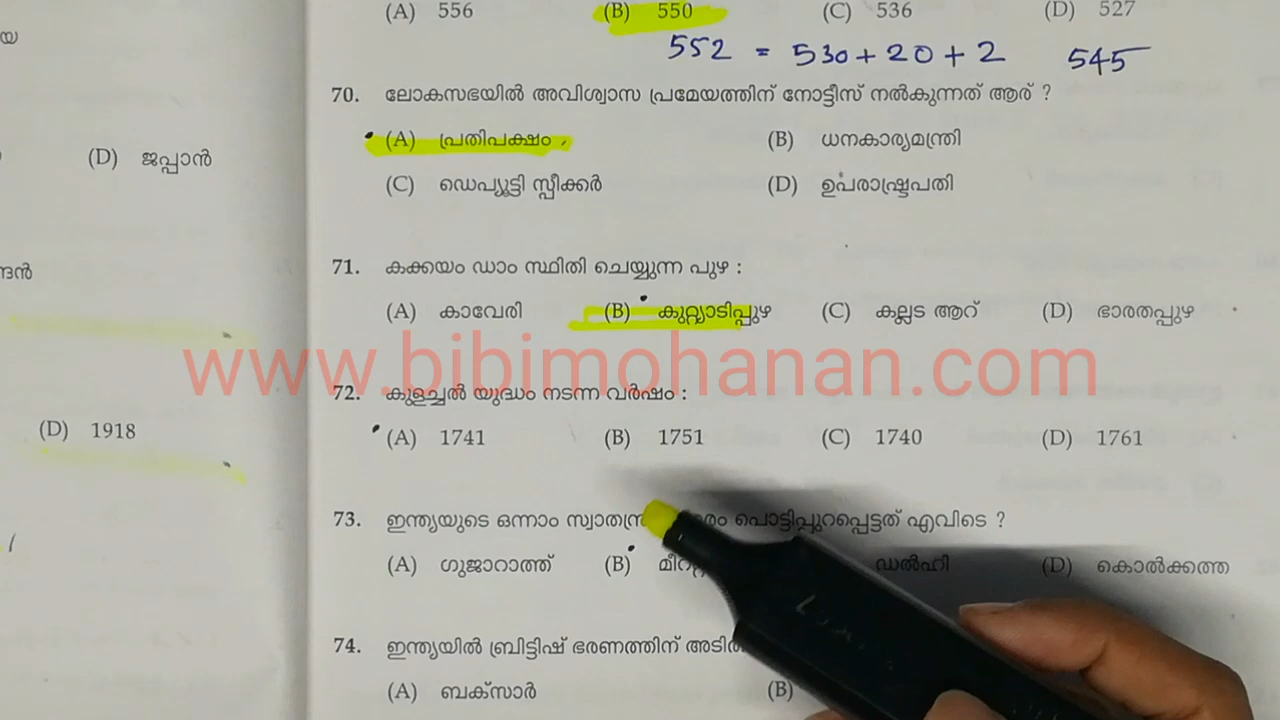 യ
(D) ജപ്പാൻ
ന്ദൻ
(D) 1918
(A) 556 (B) 550 (C) 536 (D) 527
552 = 530 + 20 + 2 545
70. ലോകസഭയിൽ അവിശ്വാസ പ്രമേയത്തിന് നോട്ടീസ് നൽകുന്നത് ആര് ?
(A) പ്രതിപക്ഷം (B) ധനകാര്യമന്ത്രി
(C) ഡെപ്യൂട്ടി സ്പീക്കർ (D) ഉപരാഷ്ട്രപതി
71. കക്കയം ഡാം സ്ഥിതി ചെയ്യുന്ന പുഴ :
(A) കാവേരി (B) കുറ്റ്യാടിപ്പുഴ (C) കല്ലട ആറ് (D) ഭാരതപ്പുഴ
www.bibimohanan.com
72. കുളച്ചൽ യുദ്ധം നടന്ന വർഷം :
(A) 1741 (B) 1751 (C) 1740 (D) 1761
73. ഇന്ത്യയുടെ ഒന്നാം പൊട്ടിപ്പുറപ്പെട്ടത് എവിടെ ?
(A) ഗുജറാത്ത് (B) ഡൽഹി (D) കൊൽക്കത്ത
74. ഇന്ത്യയിൽ ബ്രിട്ടിഷ് ഭരണത്തിന്
(A) ബക്സാർ (B)